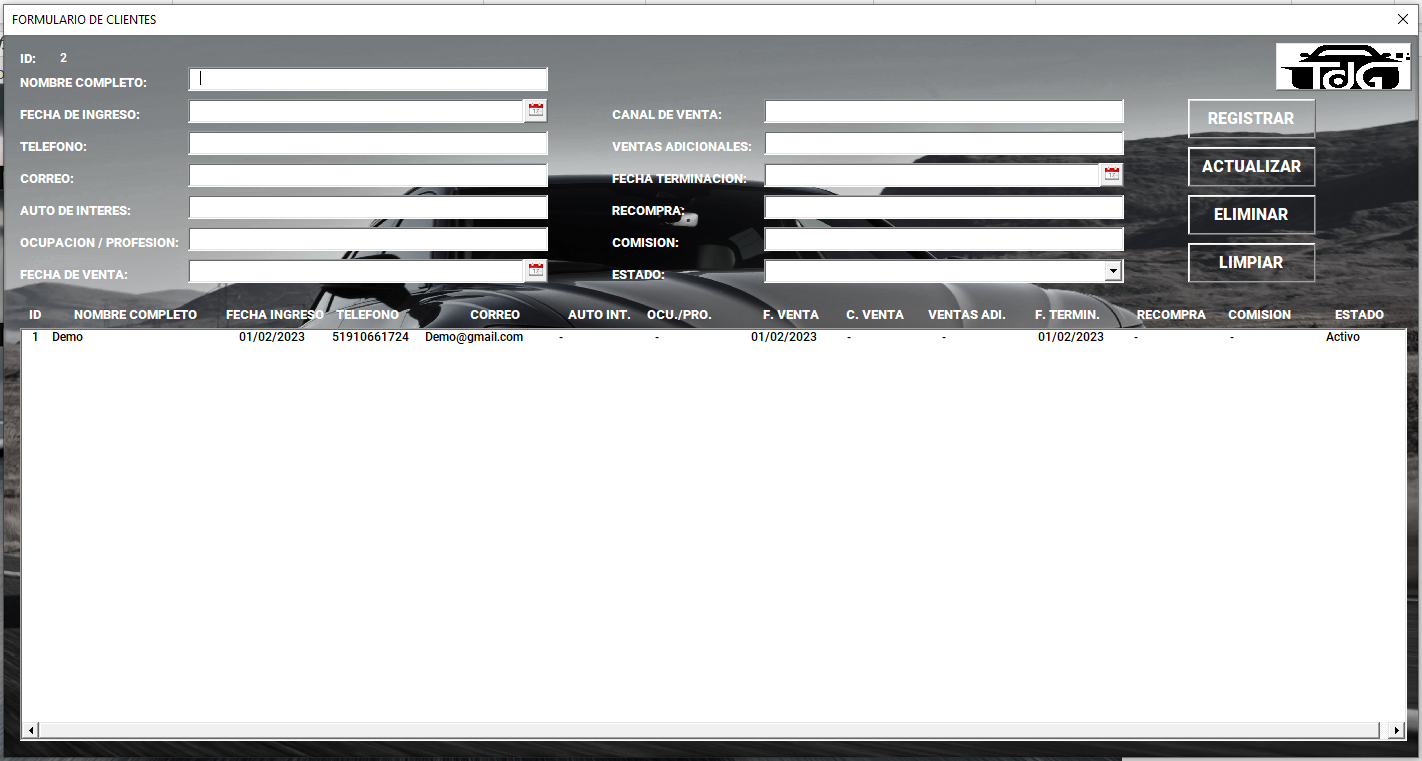 FORMULARIO DE CLIENTES
ID: 2
TdG
NOMBRE COMPLETO:
FECHA DE INGRESO:
CANAL DE VENTA:
REGISTRAR
TELEFONO:
VENTAS ADICIONALES:
CORREO:
FECHA TERMINACION:
ACTUALIZAR
AUTO DE INTERES:
RECOMPRA:
ELIMINAR
OCUPACION / PROFESION:
COMISION:
FECHA DE VENTA:
ESTADO:
LIMPIAR
ID NOMBRE COMPLETO FECHA INGRESO TELEFONO CORREO AUTO INT. OCU./PRO. F. VENTA C. VENTA VENTAS ADI. F. TERMIN. RECOMPRA COMISION ESTADO
1 Demo 01/02/2023 51910661724 Demo@gmail.com - - 01/02/2023 - - 01/02/2023 - - Activo